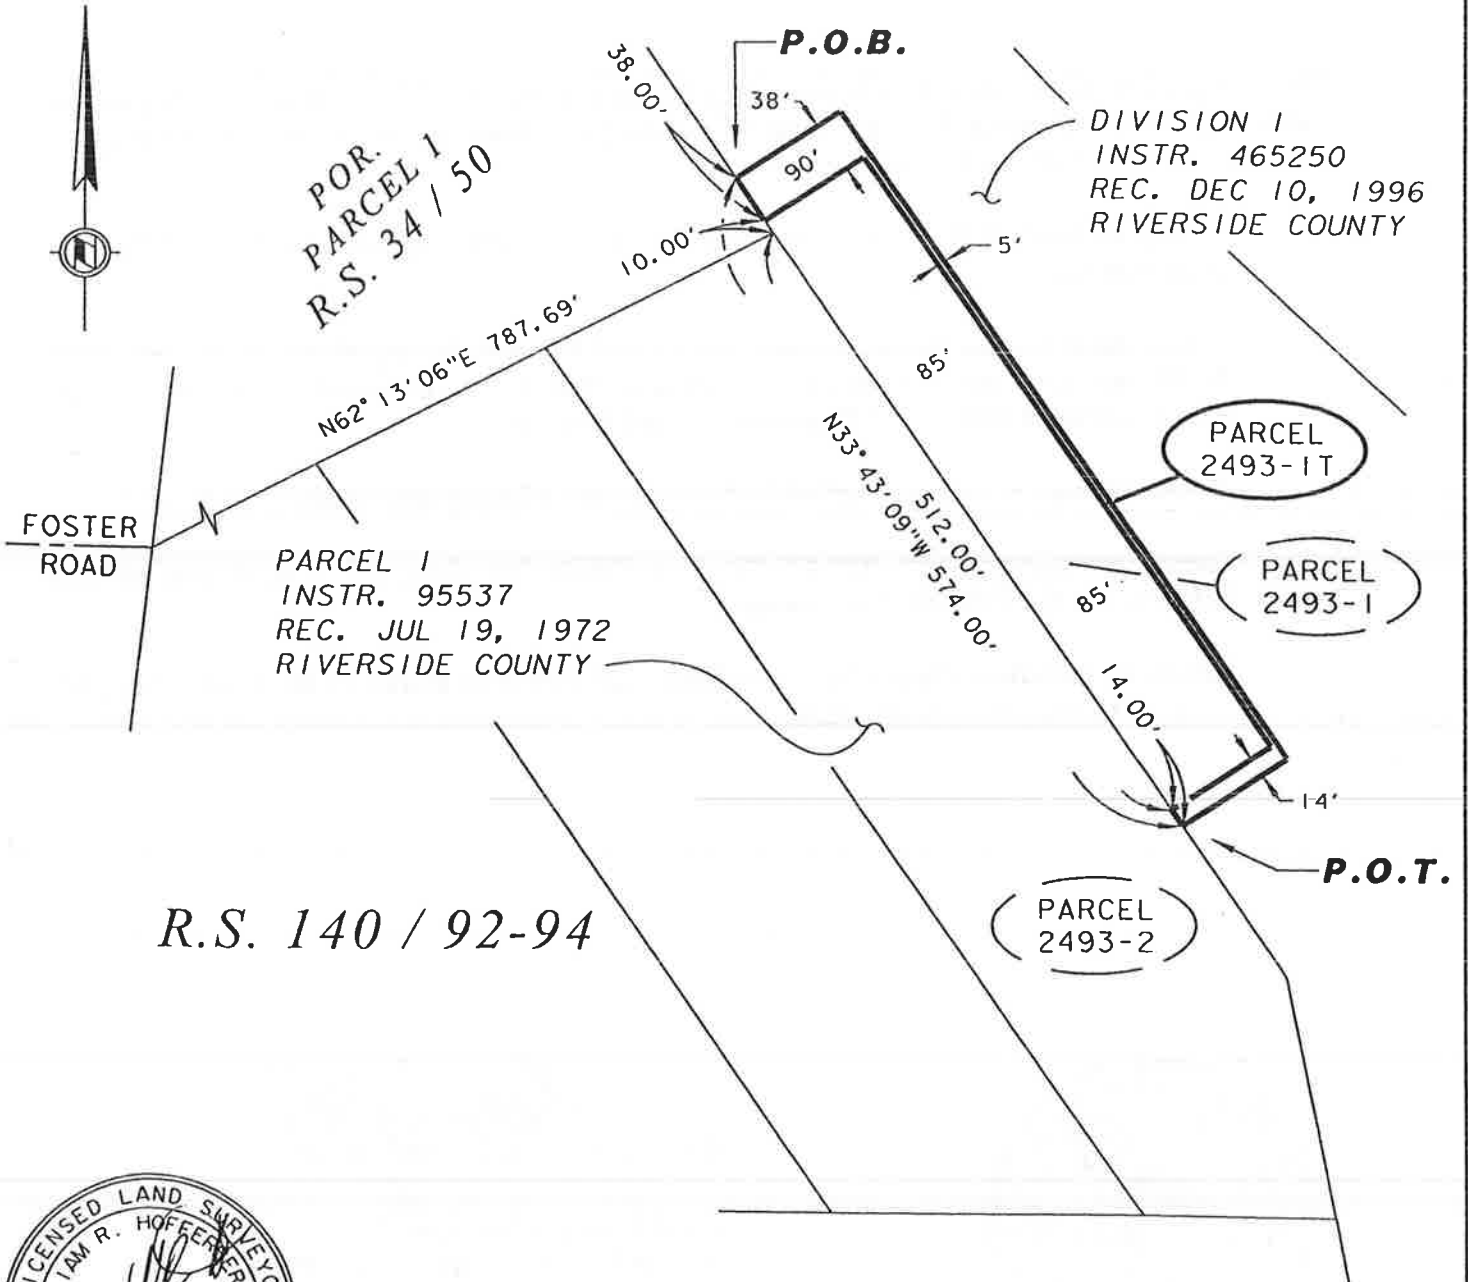 P.O.B.
38.00'
38'
90'
DIVISION 1
INSTR. 465250
REC. DEC 10, 1996
RIVERSIDE COUNTY
POR.
PARCEL 1
R.S. 34 / 50
N
10.00'
5'
N62°13'06"E 787.69'
85'
PARCEL
2493-1T
512.00'
N33°43'09"W 574.00'
FOSTER
ROAD
PARCEL 1
INSTR. 95537
REC. JUL 19, 1972
RIVERSIDE COUNTY
85'
PARCEL
2493-1
14.00'
14'
P.O.T.
PARCEL
2493-2
R.S. 140 / 92-94
LAND
R.